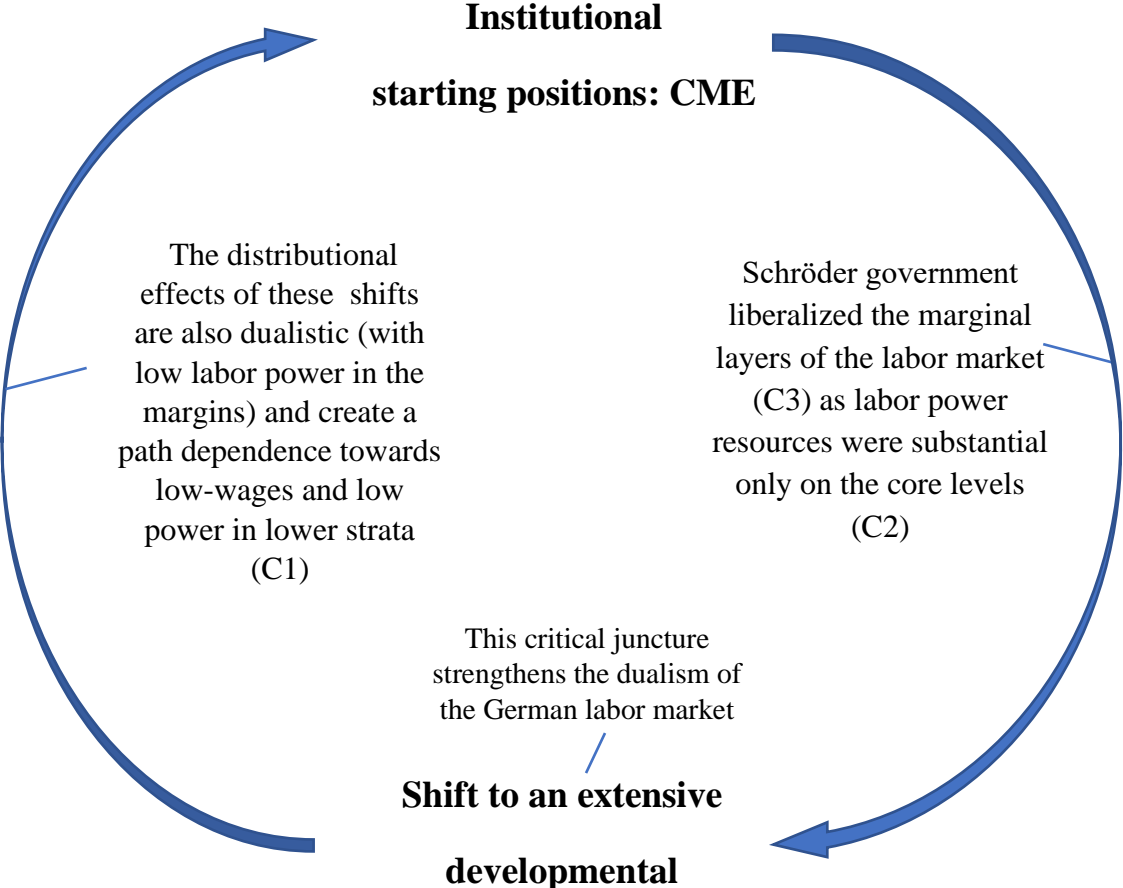 Institutional
starting positions: CME
The distributional
effects of these shifts
are also dualistic (with
low labor power in the
margins) and create a
path dependence towards
low-wages and low
power in lower strata
(C1)
Schröder government
liberalized the marginal
layers of the labor market
(C3) as labor power
resources were substantial
only on the core levels
(C2)
This critical juncture
strengthens the dualism of
the German labor market
Shift to an extensive
developmental